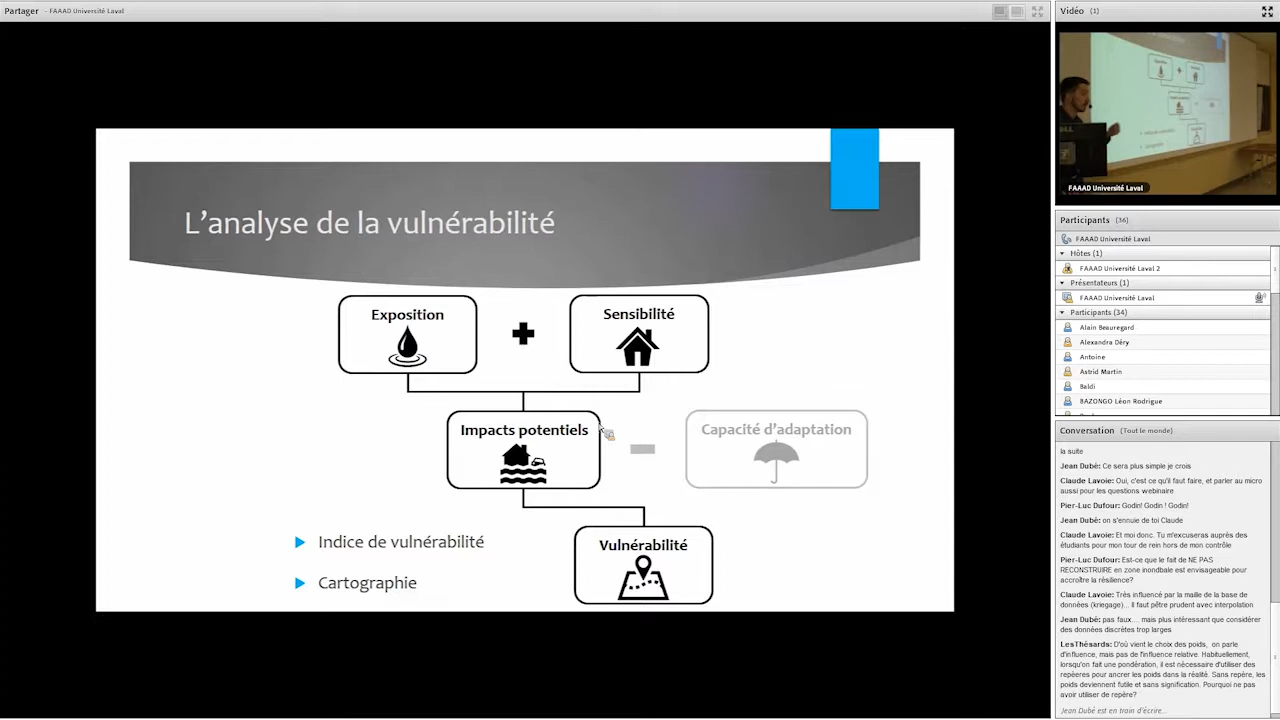 Partager - FAAAD Université Laval
L'analyse de la vulnérabilité
Exposition
Sensibilité
Impacts potentiels
Capacité d'adaptation
Indice de vulnérabilité
Vulnérabilité
Cartographie
Vidéo (1)
FAAAD Université Laval
Participants (36)
FAAAD Université Laval
Hôtes (1)
FAAAD Université Laval 2
Présentateurs (1)
FAAAD Université Laval
Participants (34)
Alain Beauregard
Alexandra Déry
Antoine
Astrid Martin
Baldi
BAZONGO Léon Rodrigue
Conversation (Tout le monde)
la suite
Jean Dubé: Ce sera plus simple je crois
Claude Lavoie: Oui, c'est ce qu'il faut faire, et parler au micro
aussi pour les questions webinaire
Pier-Luc Dufour: Godin! Godin ! Godin!
Jean Dubé: on s'ennuie de toi Claude
Claude Lavoie: Et moi donc. Tu m'excuseras auprès des
étudiants pour mon tour de rein hors de mon contrôle
Pier-Luc Dufour: Est-ce que le fait de NE PAS
RECONSTRUIRE en zone inondbale est envisageable pour
accroître la résilience?
Claude Lavoie: Très influencé par la maille de la base de
données (kriegage)... Il faut pêtre prudent avec interpolation
Jean Dubé: pas faux.... mais plus intéressant que considérer
des données discrètes trop larges
LesThésards: D'où vient le choix des poids, on parle
d'influence, mais pas de l'influence relative. Habituellement,
lorsqu'on fait une pondération, il est nécessaire d'utiliser des
repèeres pour ancrer les poids dans la réalité. Sans repère, les
poids deviennent futile et sans signification. Pourquoi ne pas
avoir utiliser de repère?
Jean Dubé est en train d'écrire...